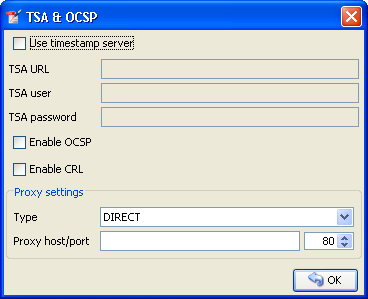 TSA & OCSP
Use timestamp server
TSA URL
TSA user
TSA password
Enable OCSP
Enable CRL
Proxy settings
Type DIRECT
Proxy host/port 80
OK